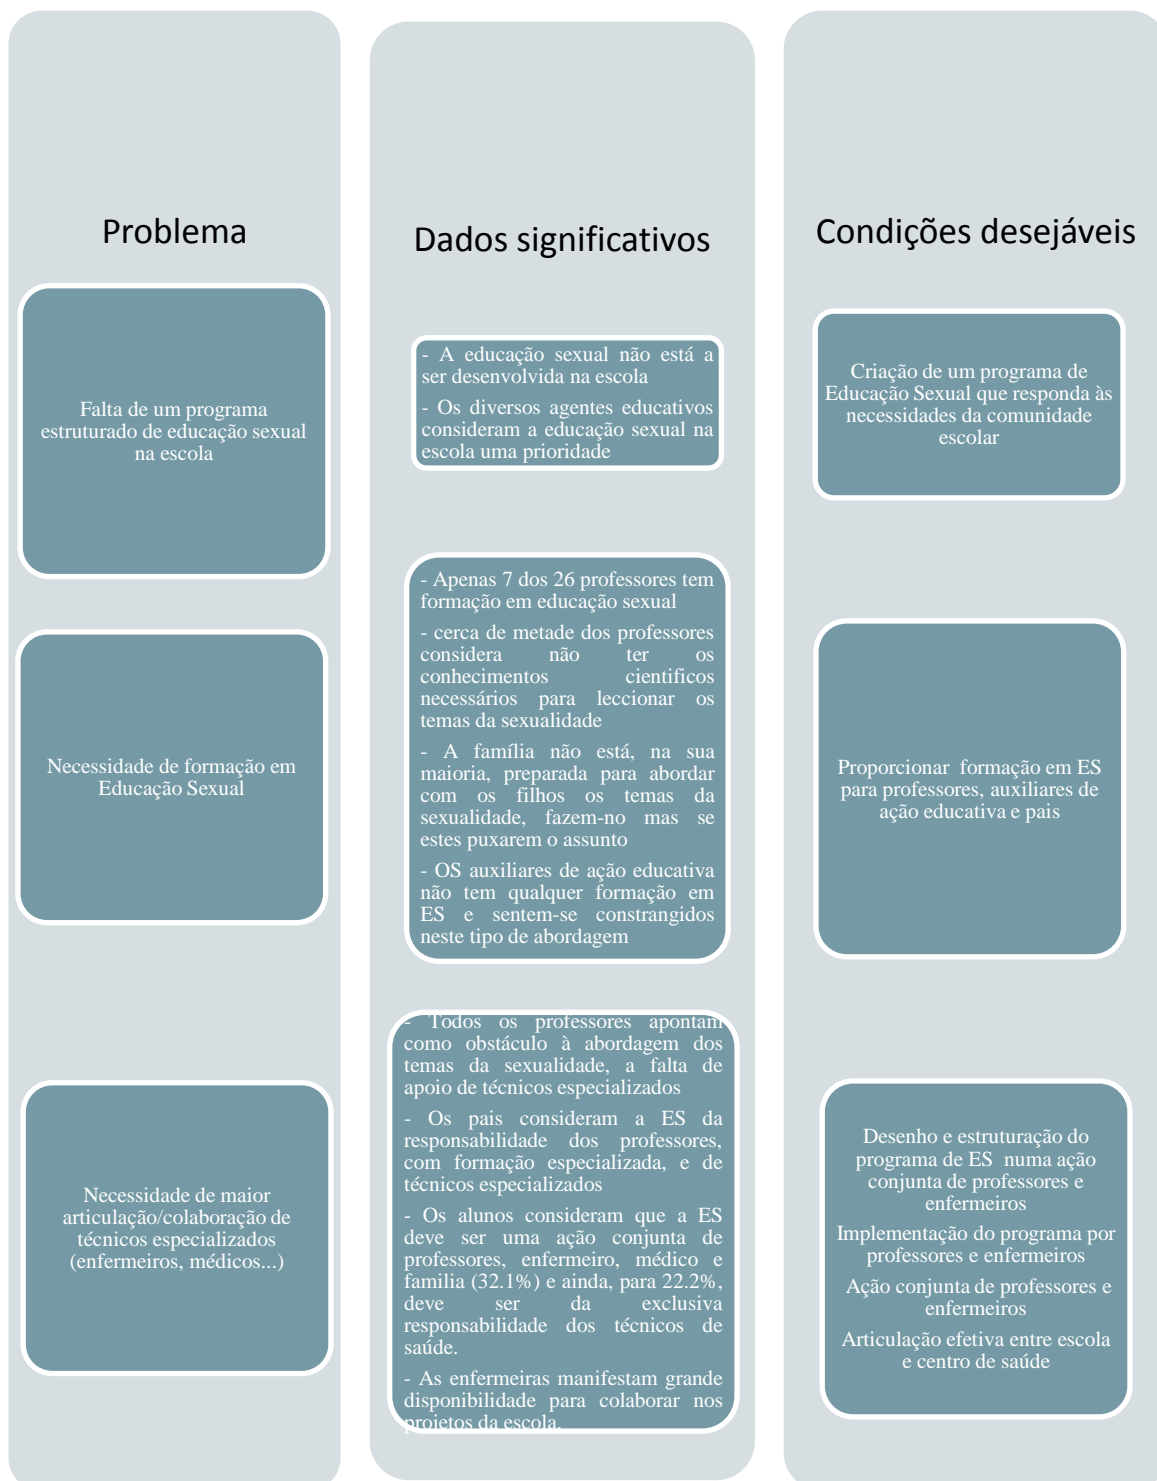 Problema
Falta de um programa
estruturado de educação sexual
na escola
Necessidade de formação em
Educação Sexual
Necessidade de maior
articulação/colaboração de
técnicos especializados
(enfermeiros, médicos...)
Dados significativos
- A educação sexual não está a
ser desenvolvida na escola
- Os diversos agentes educativos
consideram a educação sexual na
escola uma prioridade
- Apenas 7 dos 26 professores tem
formação em educação sexual
- cerca de metade dos professores
considera não ter os
conhecimentos cientificos
necessários para leccionar os
temas da sexualidade
- A família não está, na sua
maioria, preparada para abordar
com os filhos os temas da
sexualidade, fazem-no mas se
estes puxarem o assunto
- OS auxiliares de ação educativa
não tem qualquer formação em
ES e sentem-se constrangidos
neste tipo de abordagem
- Todos os professores apontam
como obstáculo à abordagem dos
temas da sexualidade, a falta de
apoio de técnicos especializados
- Os pais consideram a ES da
responsabilidade dos professores,
com formação especializada, e de
técnicos especializados
- Os alunos consideram que a ES
deve ser uma ação conjunta de
professores, enfermeiro, médico e
familia (32.1%) e ainda, para 22.2%,
deve ser da exclusiva
responsabilidade dos técnicos de
saúde.
- As enfermeiras manifestam grande
disponibilidade para colaborar nos
projetos da escola.
Condições desejáveis
Criação de um programa de
Educação Sexual que responda às
necessidades da comunidade
escolar
Proporcionar formação em ES
para professores, auxiliares de
ação educativa e pais
Desenho e estruturação do
programa de ES numa ação
conjunta de professores e
enfermeiros
Implementação do programa por
professores e enfermeiros
Ação conjunta de professores e
enfermeiros
Articulação efetiva entre escola
e centro de saúde